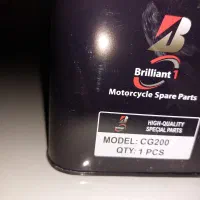 B
Brilliant 1
Motorcycle Spare Parts
HIGH-QUALITY
SPECIAL PARTS
MODEL: CG200
QTY: 1 PCS